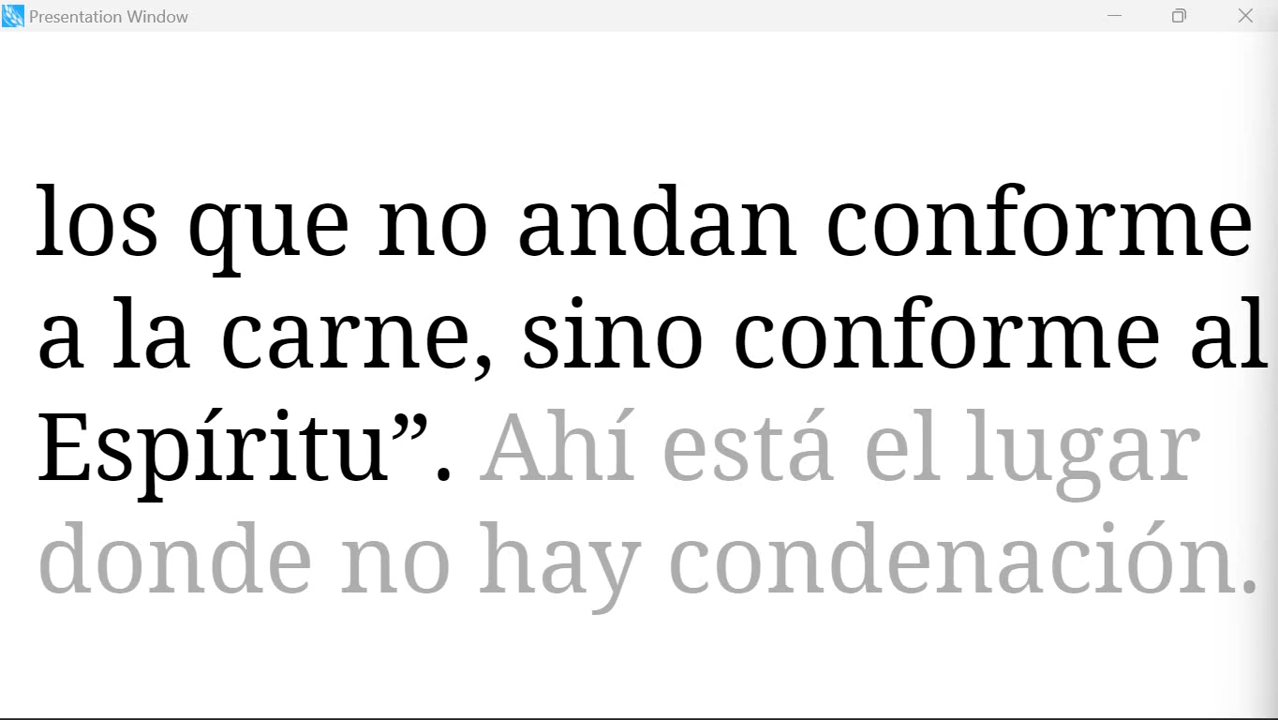 Presentation Window
los que no andan conforme
a la carne, sino conforme al
Espíritu”. Ahí está el lugar
donde no hay condenación.